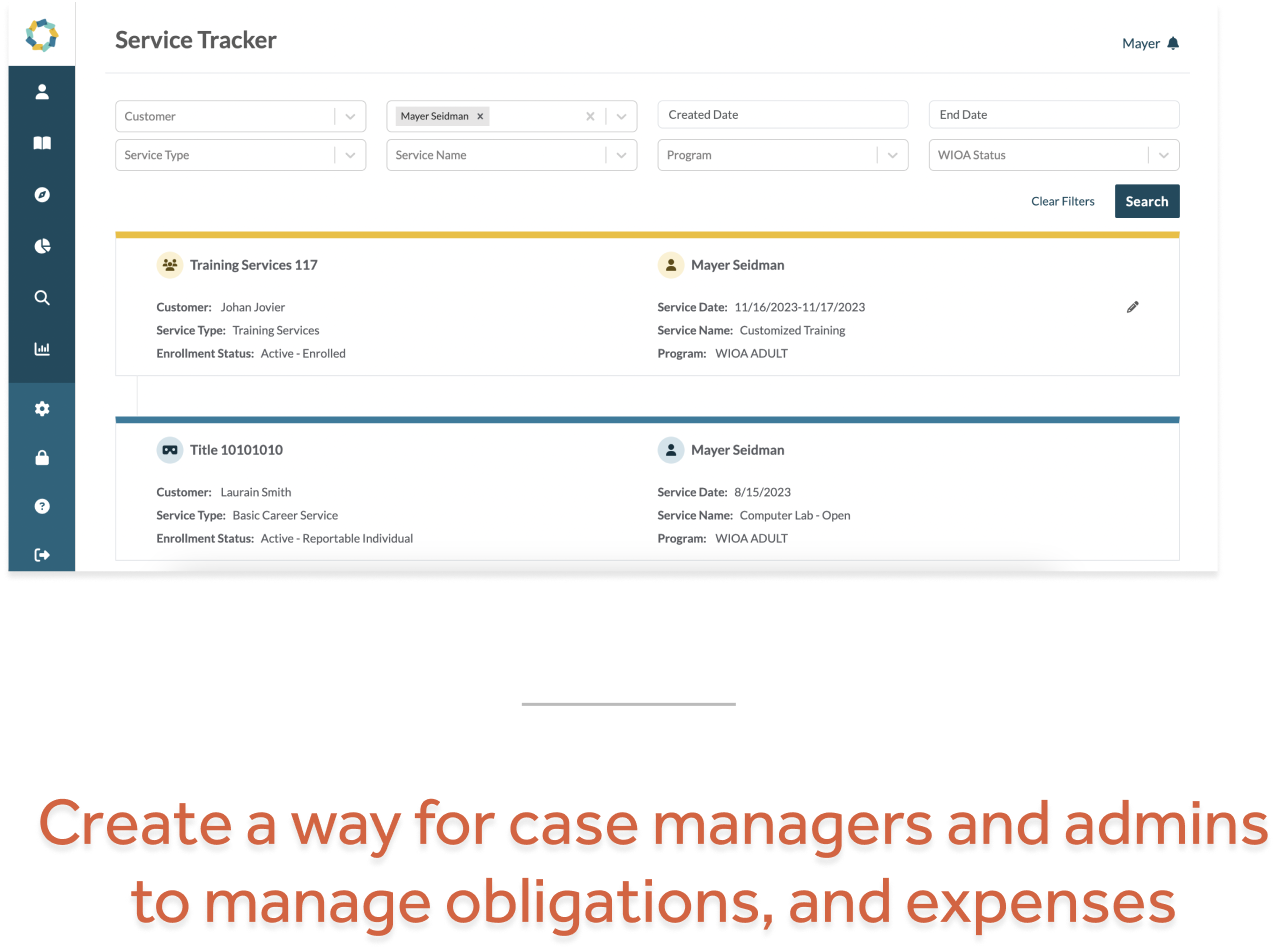 Service Tracker
Mayer
Customer
Mayer Seidman
Created Date
End Date
Service Type
Service Name
Program
WIOA Status
Clear Filters
Search
Training Services 117
Mayer Seidman
Customer: Johan Jovier
Service Date: 11/16/2023-11/17/2023
Service Type: Training Services
Service Name: Customized Training
Enrollment Status: Active - Enrolled
Program: WIOA ADULT
Title 10101010
Mayer Seidman
Customer: Laurain Smith
Service Date: 8/15/2023
Service Type: Basic Career Service
Service Name: Computer Lab - Open
Enrollment Status: Active - Reportable Individual
Program: WIOA ADULT
Create a way for case managers and admins
to manage obligations, and expenses